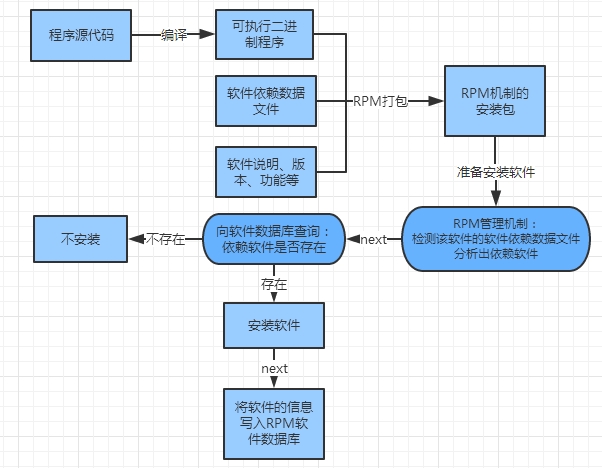 程序源代码
编译
可执行二进
制程序
软件依赖数据
文件
RPM打包
RPM机制的
安装包
软件说明、版
本、功能等
准备安装软件
RPM管理机制：
检测该软件的软件依赖数据文件
分析出依赖软件
next
向软件数据库查询：
依赖软件是否存在
不存在
不安装
存在
安装软件
next
将软件的信息
写入RPM软
件数据库